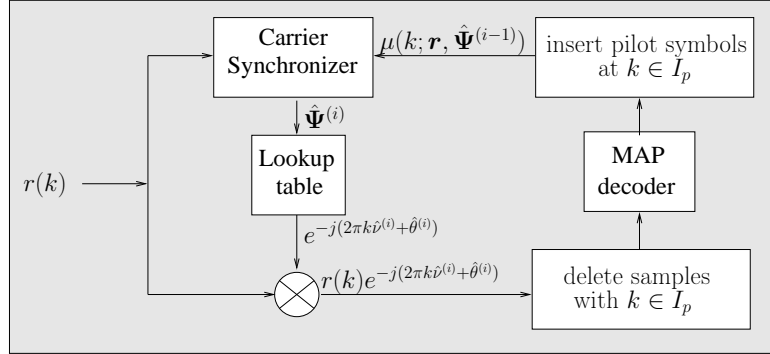 Carrier
Synchronizer
μ(k; r, Ψ̂^(i−1))
insert pilot symbols
at k ∈ I_p
Ψ̂^(i)
Lookup
table
MAP
decoder
r(k)
e^−j(2πkν̂^(i)+θ̂^(i))
r(k)e^−j(2πkν̂^(i)+θ̂^(i))
delete samples
with k ∈ I_p